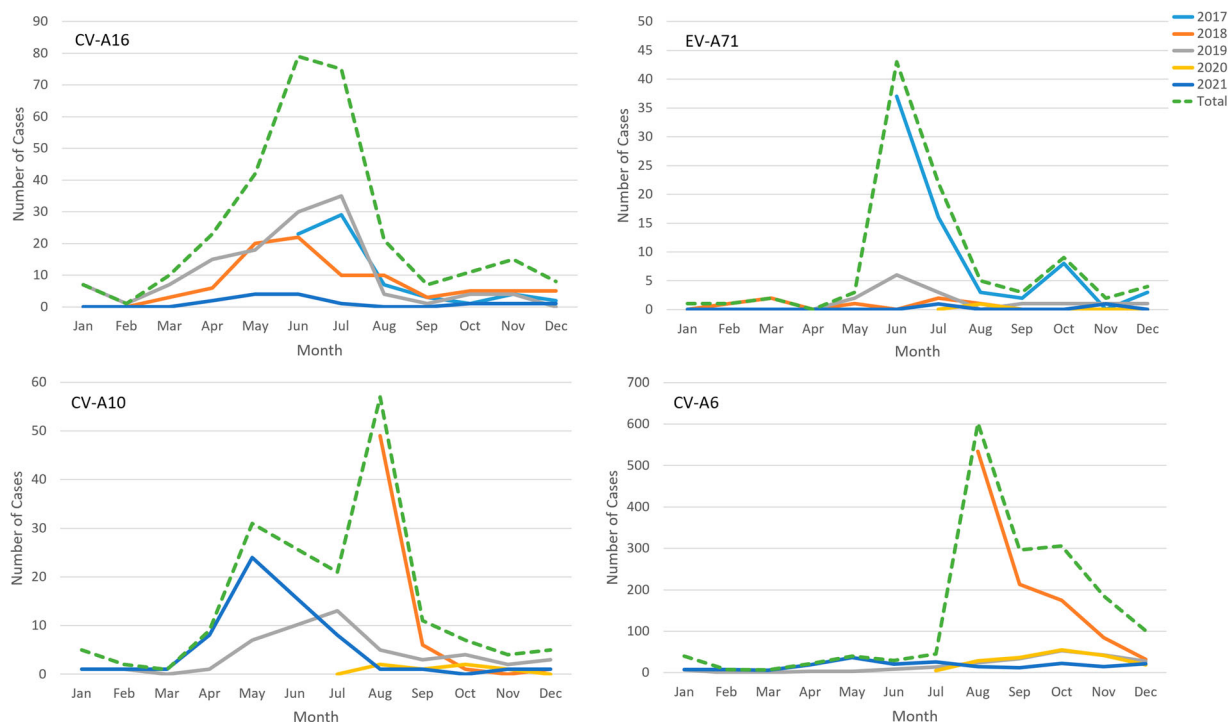 CV-A16
Number of Cases
90
80
70
60
50
40
30
20
10
0
Jan Feb Mar Apr May Jun Jul Aug Sep Oct Nov Dec
Month
EV-A71
Number of Cases
50
45
40
35
30
25
20
15
10
5
0
Jan Feb Mar Apr May Jun Jul Aug Sep Oct Nov Dec
Month
2017
2018
2019
2020
2021
Total
CV-A10
Number of Cases
60
50
40
30
20
10
0
Jan Feb Mar Apr May Jun Jul Aug Sep Oct Nov Dec
Month
CV-A6
Number of Cases
700
600
500
400
300
200
100
0
Jan Feb Mar Apr May Jun Jul Aug Sep Oct Nov Dec
Month